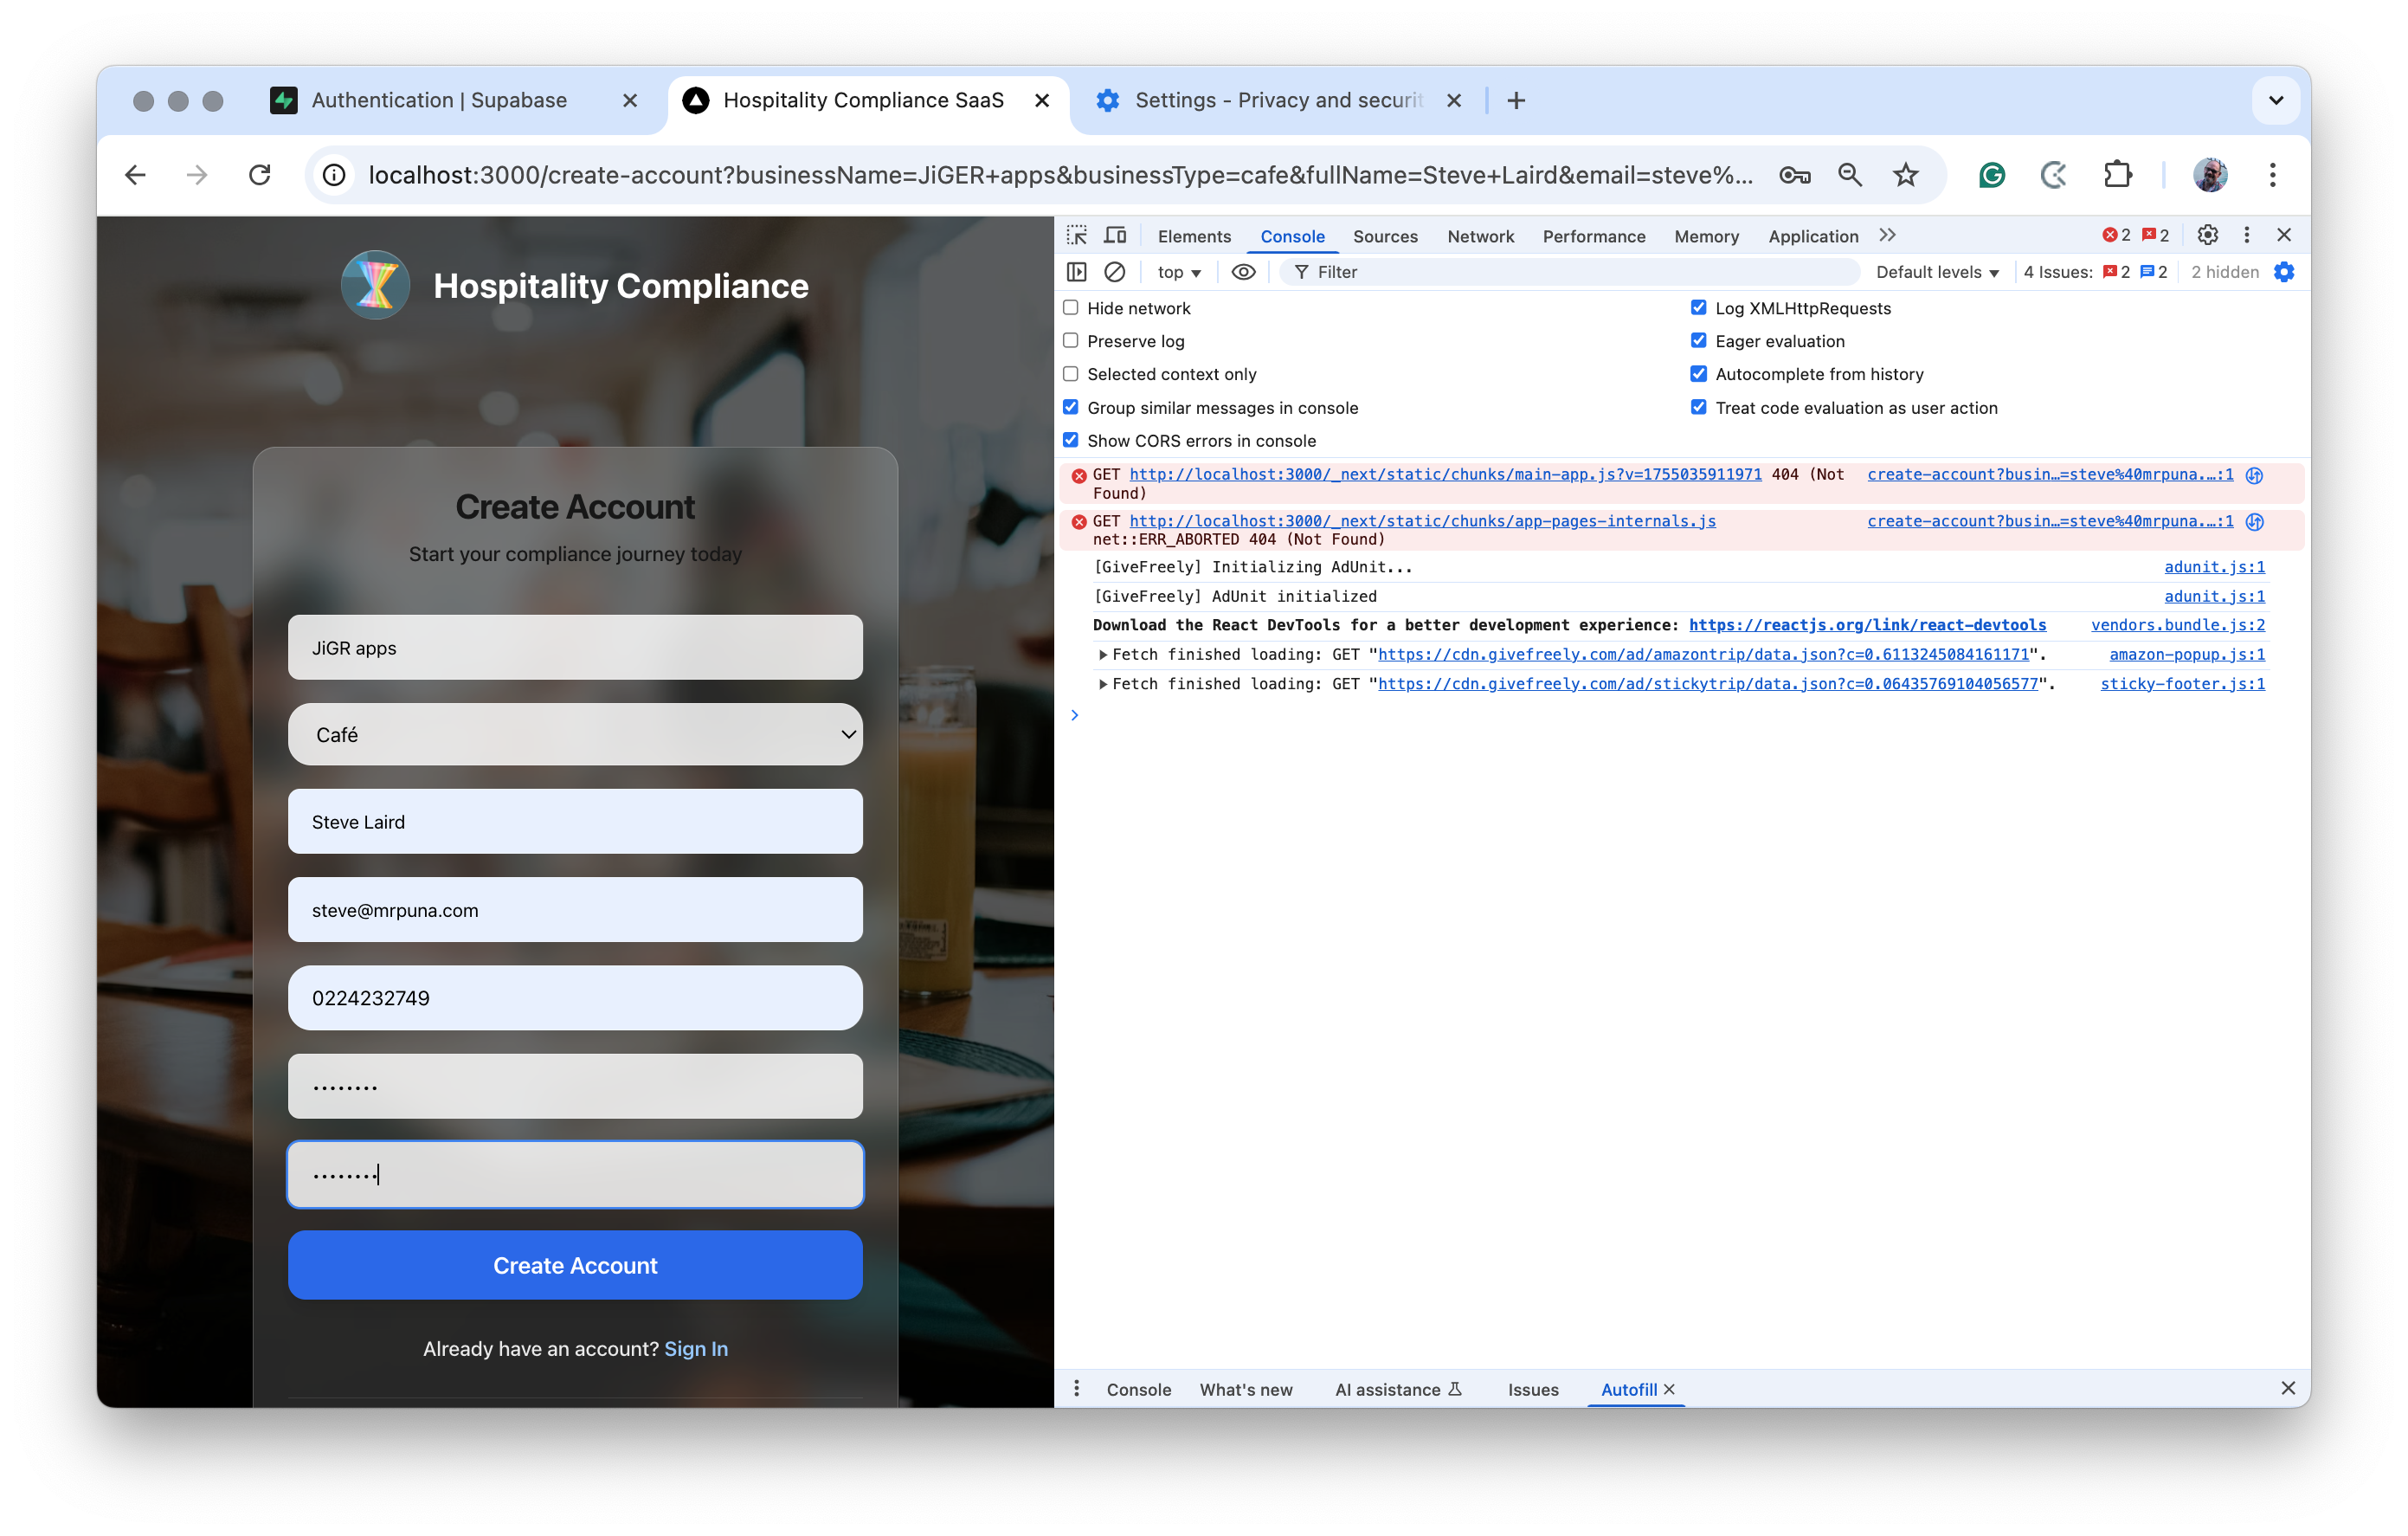 Authentication | Supabase
Hospitality Compliance SaaS
Settings - Privacy and securit
localhost:3000/create-account?businessName=JiGER+apps&businessType=cafe&fullName=Steve+Laird&email=steve%...
Hospitality Compliance
Create Account
Start your compliance journey today
JiGR apps
Café
Steve Laird
steve@mrpuna.com
0224232749
••••••••
••••••••
Create Account
Already have an account? Sign In
Elements Console Sources Network Performance Memory Application 2 2
top Filter Default levels 4 Issues: 2 2 2 hidden
Hide network Log XMLHttpRequests
Preserve log Eager evaluation
Selected context only Autocomplete from history
Group similar messages in console Treat code evaluation as user action
Show CORS errors in console
GET http://localhost:3000/_next/static/chunks/main-app.js?v=1755035911971 404 (Not create-account?busin…=steve%40mrpuna.…:1
Found)
GET http://localhost:3000/_next/static/chunks/app-pages-internals.js create-account?busin…=steve%40mrpuna.…:1
net::ERR_ABORTED 404 (Not Found)
[GiveFreely] Initializing AdUnit... adunit.js:1
[GiveFreely] AdUnit initialized adunit.js:1
Download the React DevTools for a better development experience: https://reactjs.org/link/react-devtools vendors.bundle.js:2
Fetch finished loading: GET "https://cdn.givefreely.com/ad/amazontrip/data.json?c=0.6113245084161171". amazon-popup.js:1
Fetch finished loading: GET "https://cdn.givefreely.com/ad/stickytrip/data.json?c=0.06435769104056577". sticky-footer.js:1
Console What's new AI assistance Issues Autofill